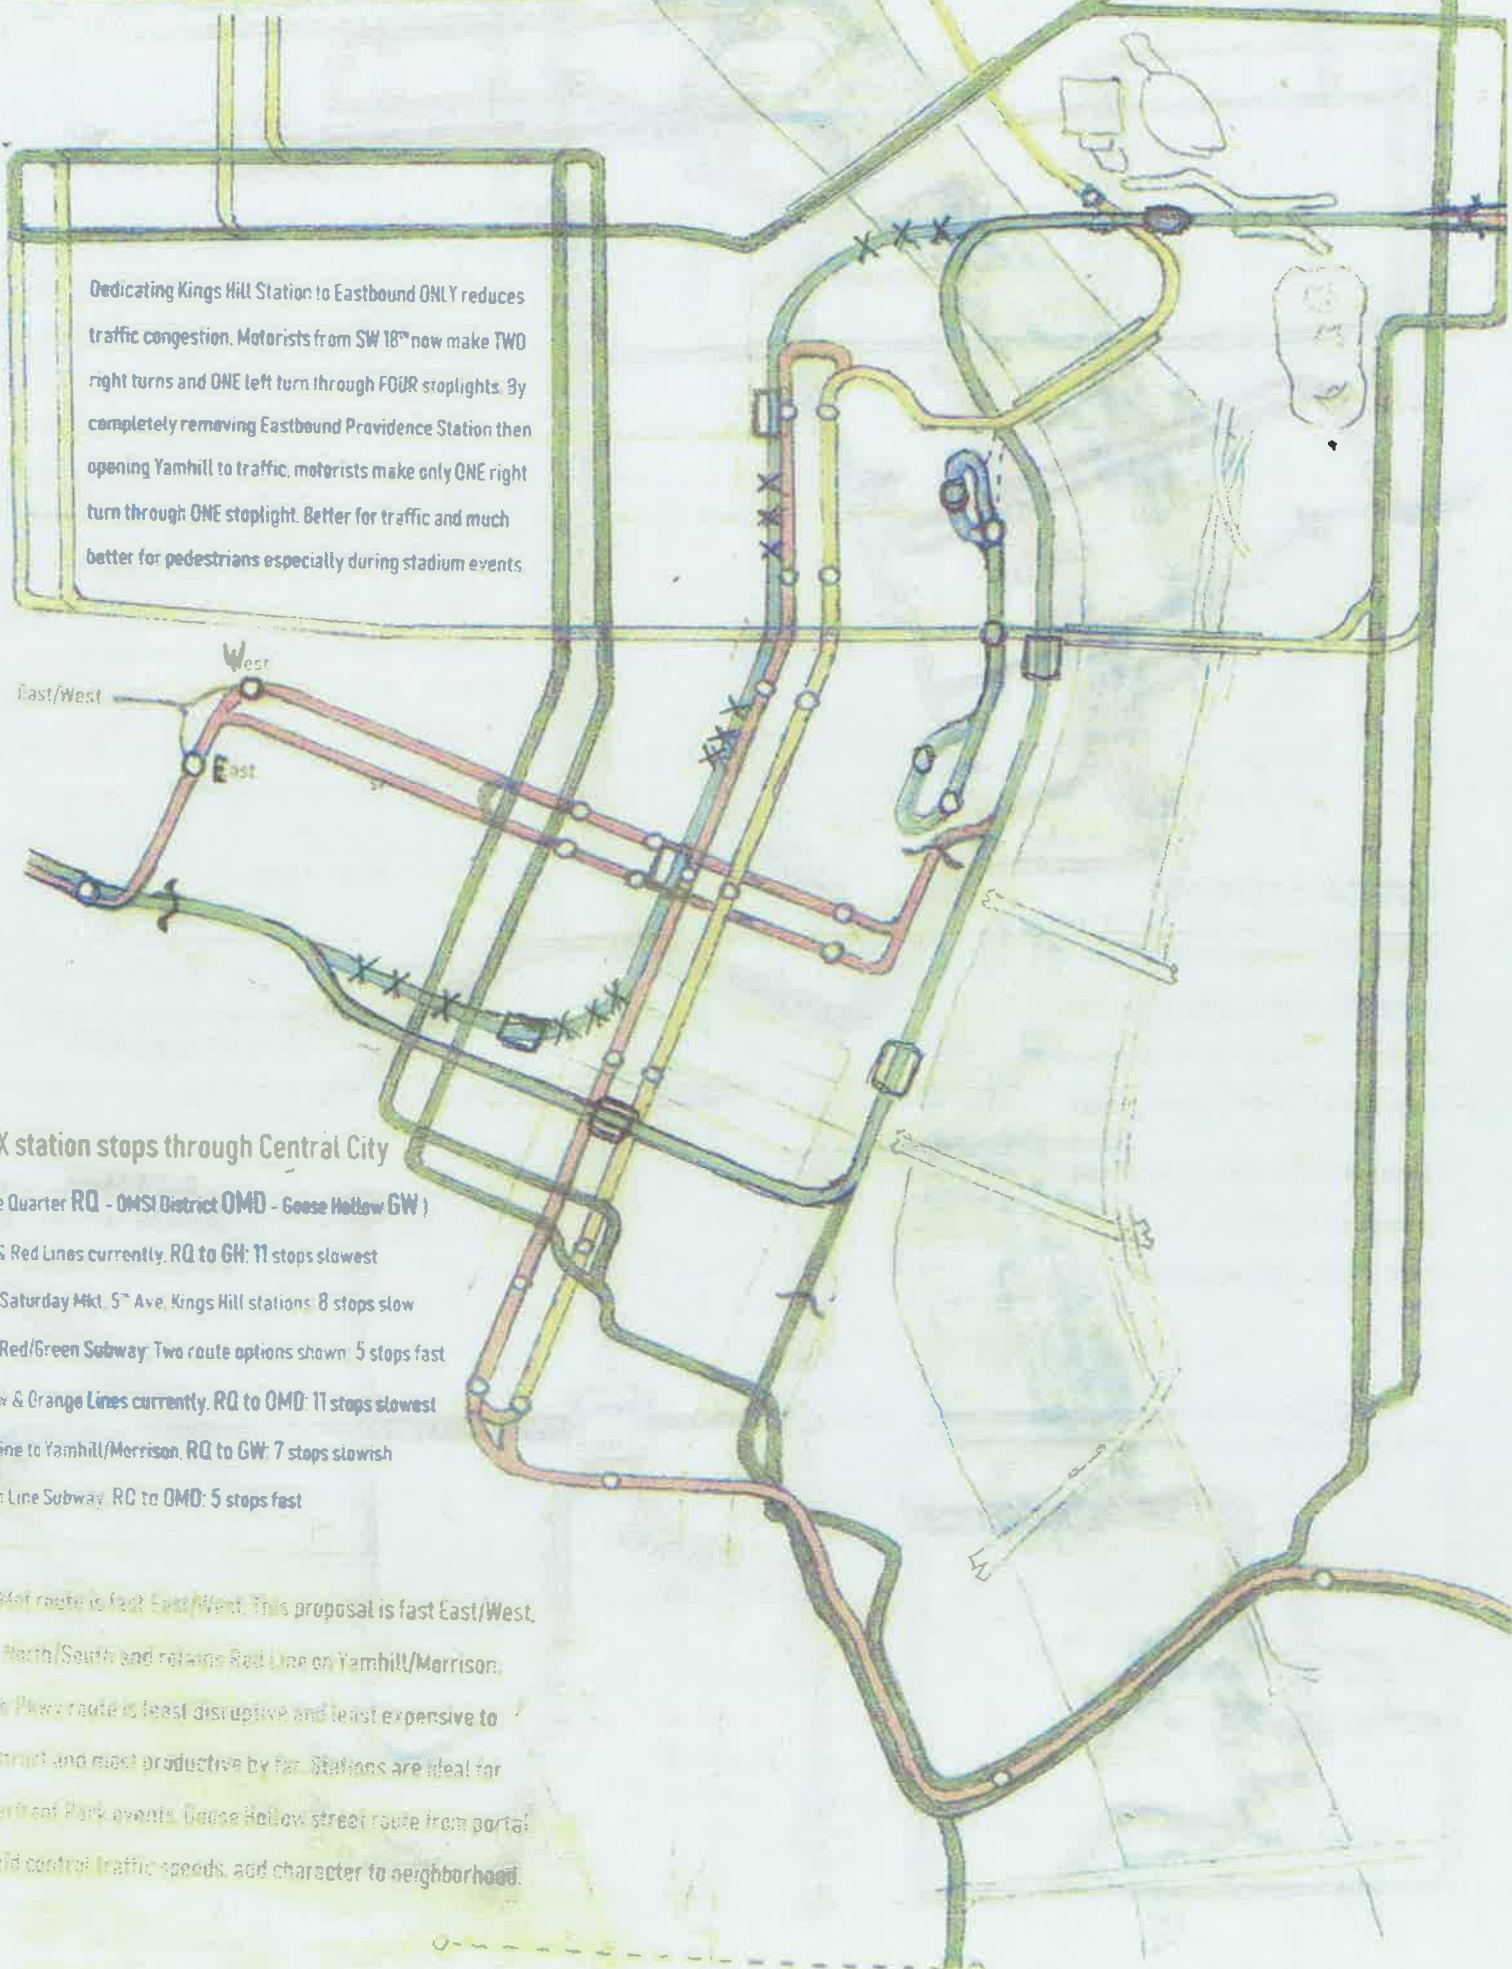 Dedicating Kings Hill Station to Eastbound ONLY reduces
traffic congestion. Motorists from SW 18th now make TWO
right turns and ONE left turn through FOUR stoplights. By
completely removing Eastbound Providence Station then
opening Yamhill to traffic, motorists make only ONE right
turn through ONE stoplight. Better for traffic and much
better for pedestrians especially during stadium events.
West
East/West
East
X station stops through Central City
e Quarter RQ - OMSI District OMD - Goose Hollow GW )
& Red Lines currently. RQ to GH: 11 stops slowest
Saturday Mkt. 5th Ave. Kings Hill stations 8 stops slow
Red/Green Subway: Two route options shown: 5 stops fast
w & Orange Lines currently. RQ to OMD: 11 stops slowest
ine to Yamhill/Morrison. RQ to GW: 7 stops slowish
Line Subway. RQ to OMD: 5 stops fast
route is fast East/West. This proposal is fast East/West,
North/South and retains Red Line on Yamhill/Morrison.
Pkwy route is least disruptive and least expensive to
and most productive by far. Stations are ideal for
Park events. Goose Hollow street route from portal
control traffic speeds, add character to neighborhood.